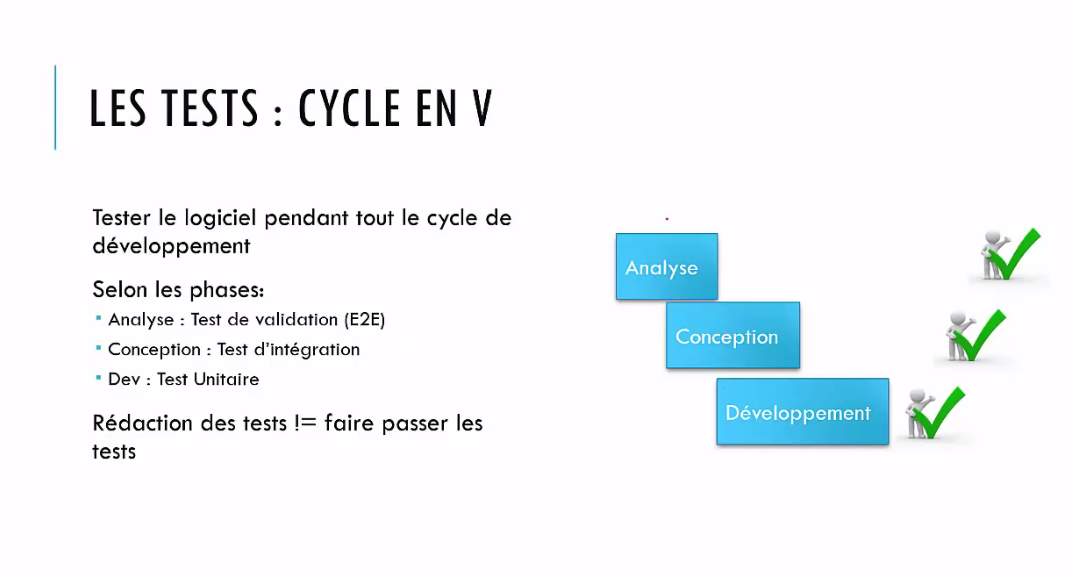 LES TESTS : CYCLE EN V
Tester le logiciel pendant tout le cycle de
développement
Selon les phases:
Analyse : Test de validation (E2E)
Conception : Test d'intégration
Dev : Test Unitaire
Rédaction des tests != faire passer les
tests
Analyse
Conception
Développement